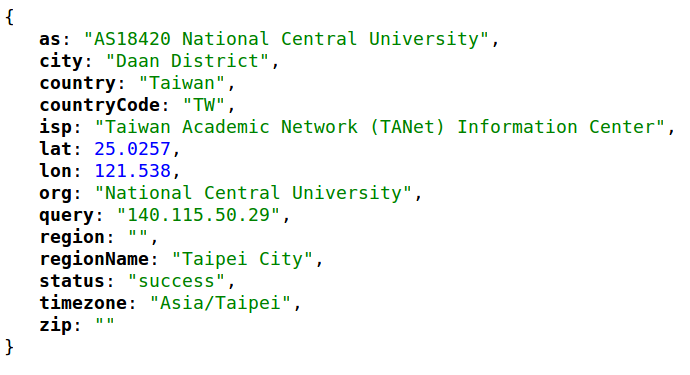 {
as: "AS18420 National Central University",
city: "Daan District",
country: "Taiwan",
countryCode: "TW",
isp: "Taiwan Academic Network (TANet) Information Center",
lat: 25.0257,
lon: 121.538,
org: "National Central University",
query: "140.115.50.29",
region: "",
regionName: "Taipei City",
status: "success",
timezone: "Asia/Taipei",
zip: ""
}